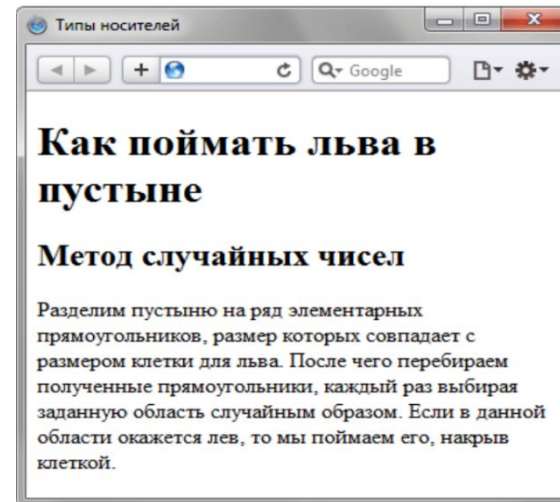 Типы носителей
Google
Как поймать льва в
пустыне
Метод случайных чисел
Разделим пустыню на ряд элементарных
прямоугольников, размер которых совпадает с
размером клетки для льва. После чего перебираем
полученные прямоугольники, каждый раз выбирая
заданную область случайным образом. Если в данной
области окажется лев, то мы поймаем его, накрыв
клеткой.